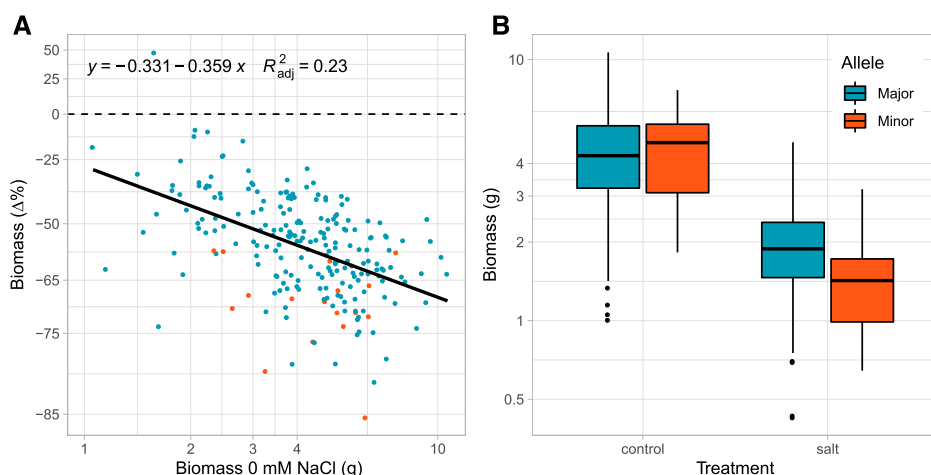 A
y = −0.331 − 0.359 x   R²adj = 0.23
Biomass (Δ%)
50
25
0
−25
−50
−65
−75
−85
1 2 3 4 10
Biomass 0 mM NaCl (g)
B
Allele
Major
Minor
Biomass (g)
10
4
3
2
1
0.5
control salt
Treatment